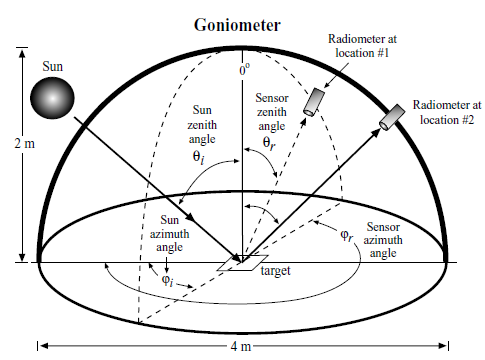 Goniometer
Radiometer at
location #1
Sun
0°
Radiometer at
location #2
Sensor
zenith
angle
θr
Sun
zenith
angle
θi
2 m
Sun
azimuth
angle
φi
φr
Sensor
azimuth
angle
target
4 m